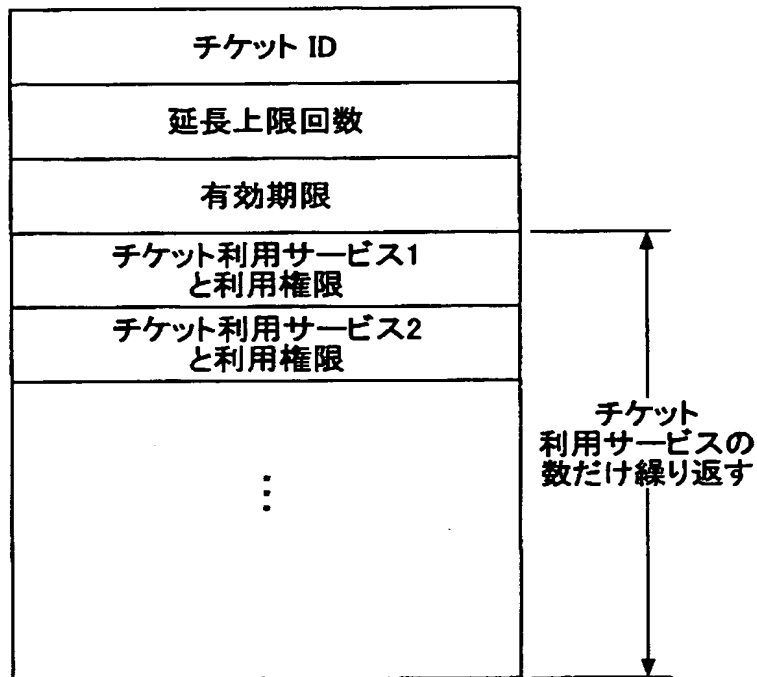 チケット ID
延長上限回数
有効期限
チケット利用サービス1
と利用権限
チケット利用サービス2
と利用権限
チケット
利用サービスの
数だけ繰り返す